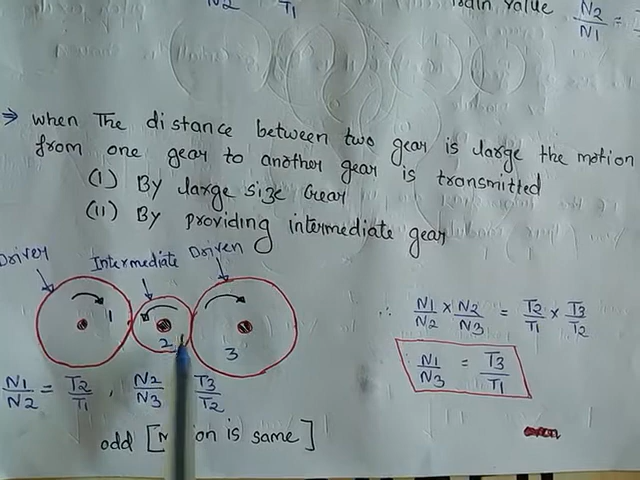 N2 T1 Train value N2/N1 =
⇒ when The distance between two gear is large the motion
from one gear to another gear is transmitted
(I) By large size Gear
(II) By providing intermediate gear
Driver Intermediate Driven
1 2 3
∴ N1/N2 × N2/N3 = T2/T1 × T3/T2
N1/N3 = T3/T1
N1/N2 = T2/T1 , N2/N3 T3/T2
odd [ is same ]